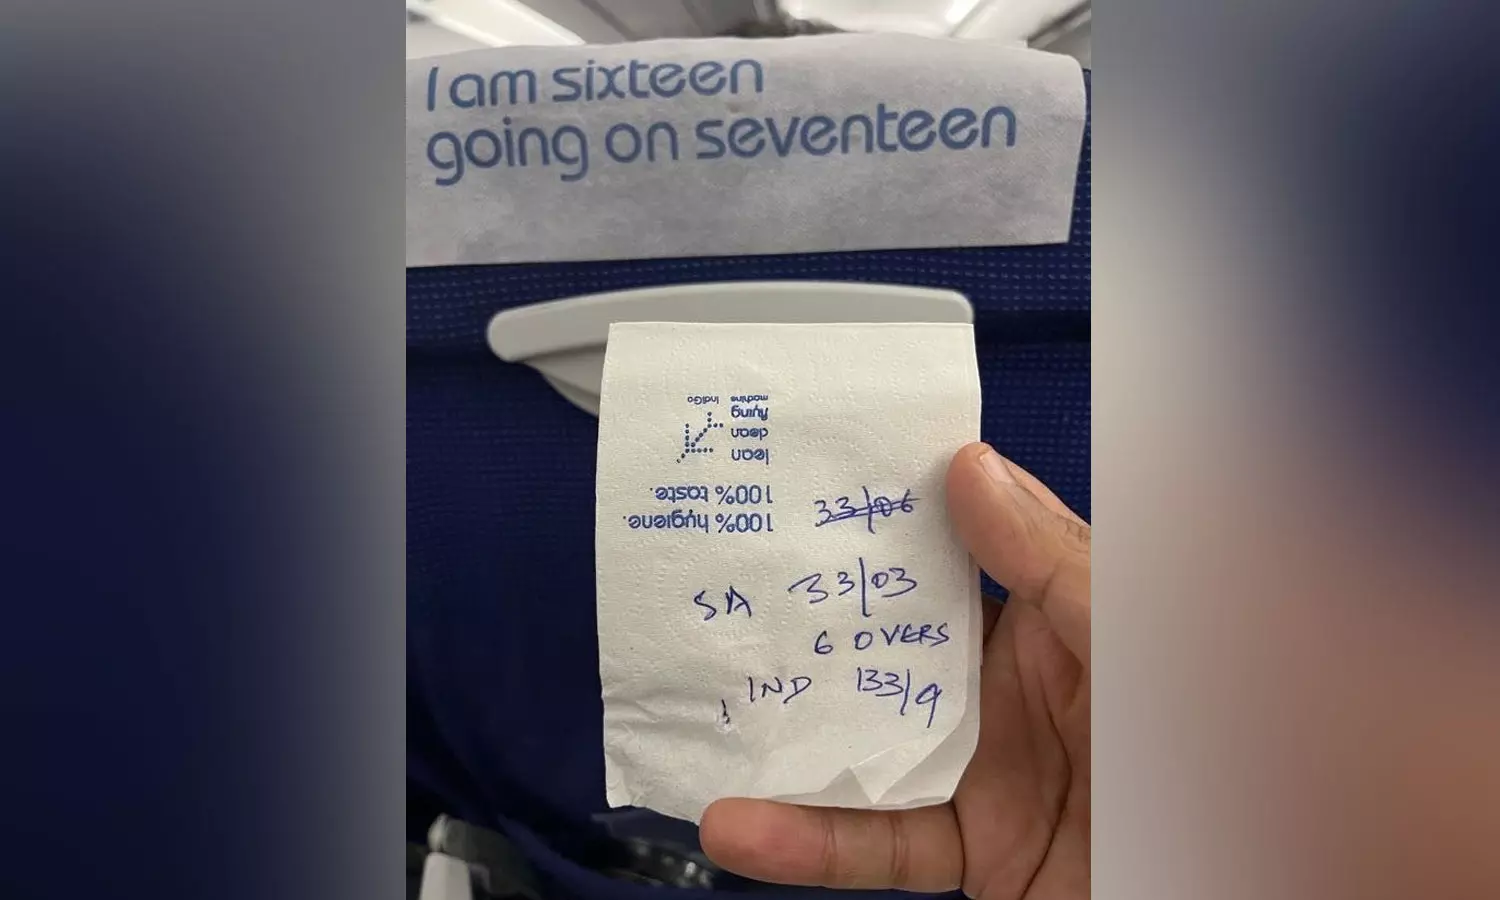 I am sixteen
going on seventeen
33/06
SA 33/03
6 OVERS
IND 133/9
100% hygiene.
100% taste.
lean
clean
flying
machine IndiGo